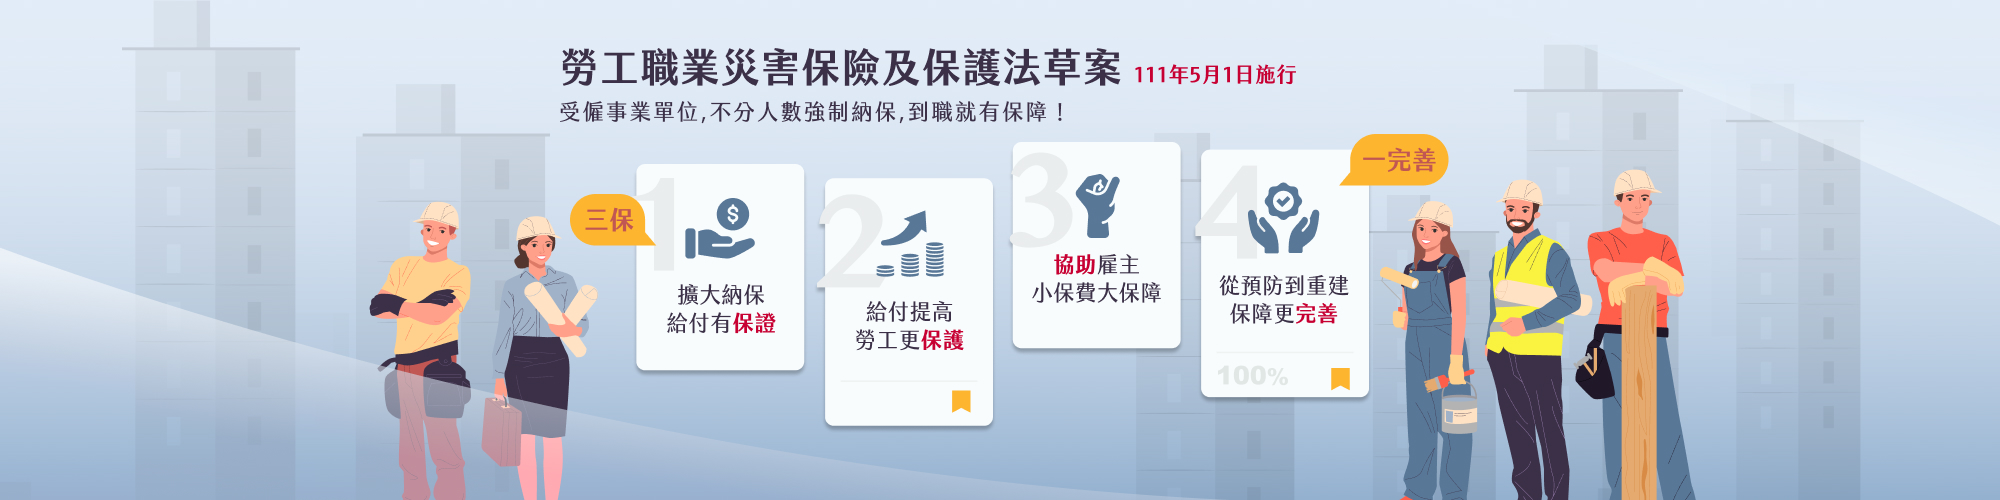 勞工職業災害保險及保護法草案 111年5月1日施行
受僱事業單位,不分人數強制納保,到職就有保障！
三保
1
擴大納保
給付有保證
2
給付提高
勞工更保護
3
協助雇主
小保費大保障
一完善
4
從預防到重建
保障更完善
100%